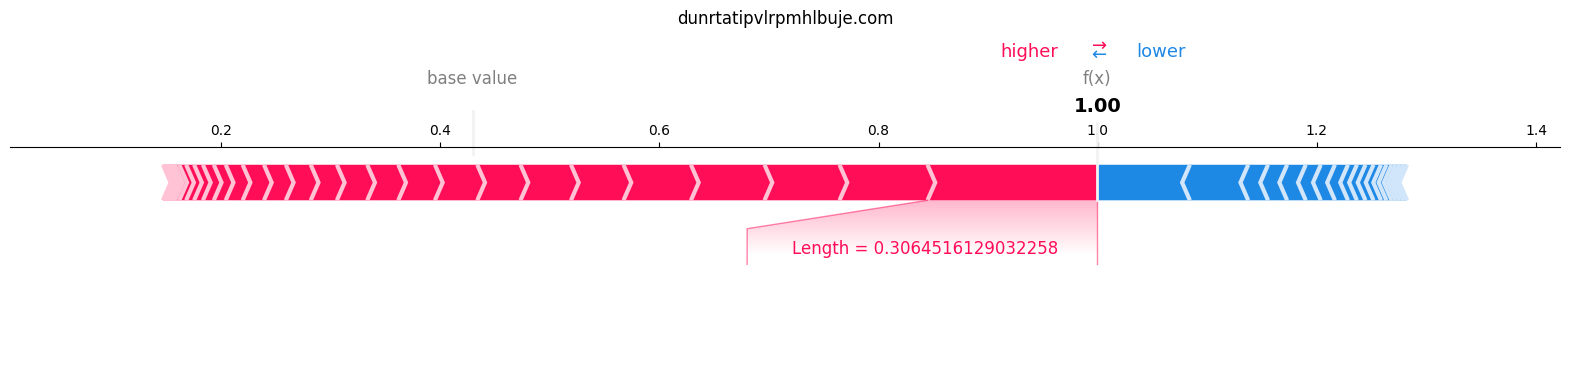 dunrtatipvlrpmhlbuje.com
higher → lower
←
base value f(x)
1.00
0.2 0.4 0.6 0.8 1.0 1.2 1.4
Length = 0.3064516129032258